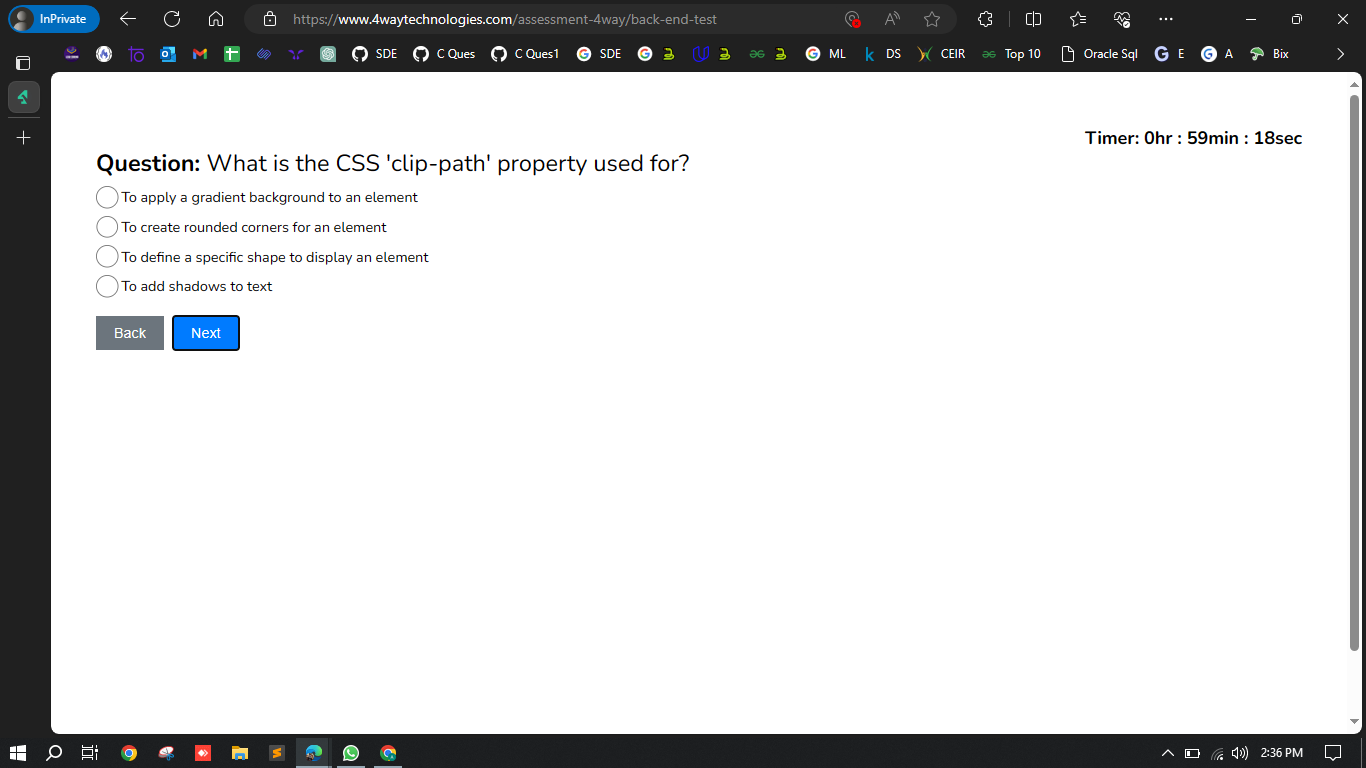 InPrivate
https://www.4waytechnologies.com/assessment-4way/back-end-test
SDE C Ques C Ques1 SDE ML DS CEIR Top 10 Oracle Sql E A Bix
Timer: 0hr : 59min : 18sec
Question: What is the CSS 'clip-path' property used for?
To apply a gradient background to an element
To create rounded corners for an element
To define a specific shape to display an element
To add shadows to text
Back Next
2:36 PM